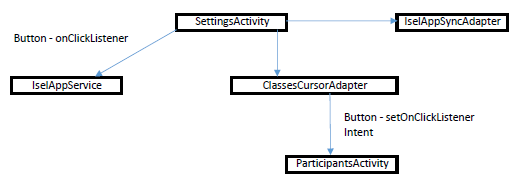 SettingsActivity
IselAppSyncAdapter
Button - onClickListener
IselAppService
ClassesCursorAdapter
Button - setOnClickListener
Intent
ParticipantsActivity